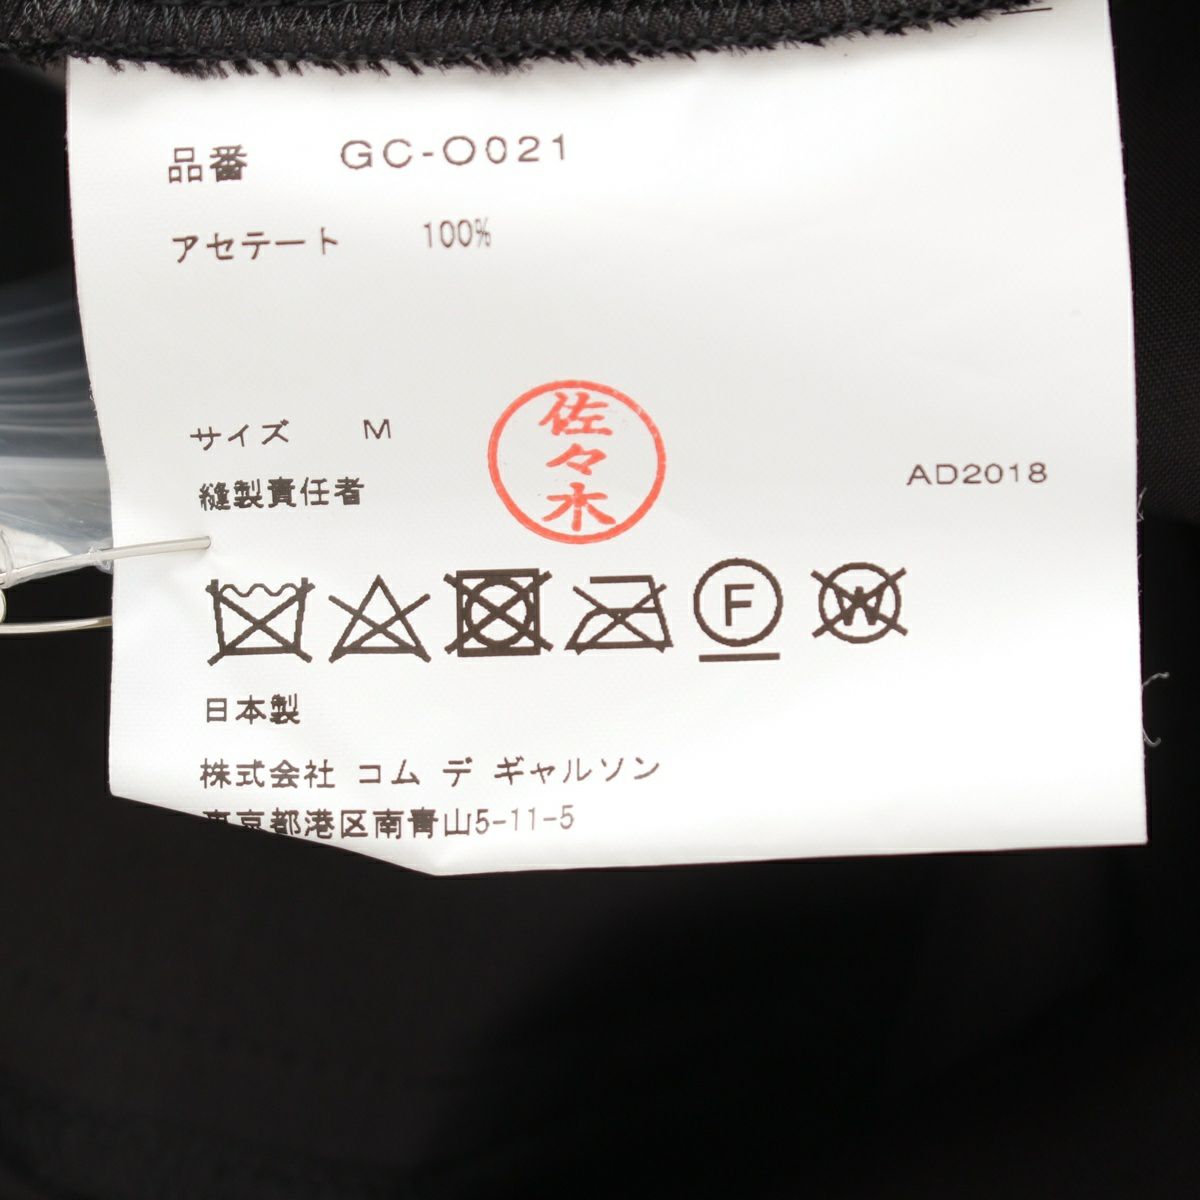 品番 GC-O021
アセテート 100%
サイズ M
縫製責任者
佐々木
AD2018
F
W
日本製
株式会社 コム デ ギャルソン
東京都港区南青山5-11-5